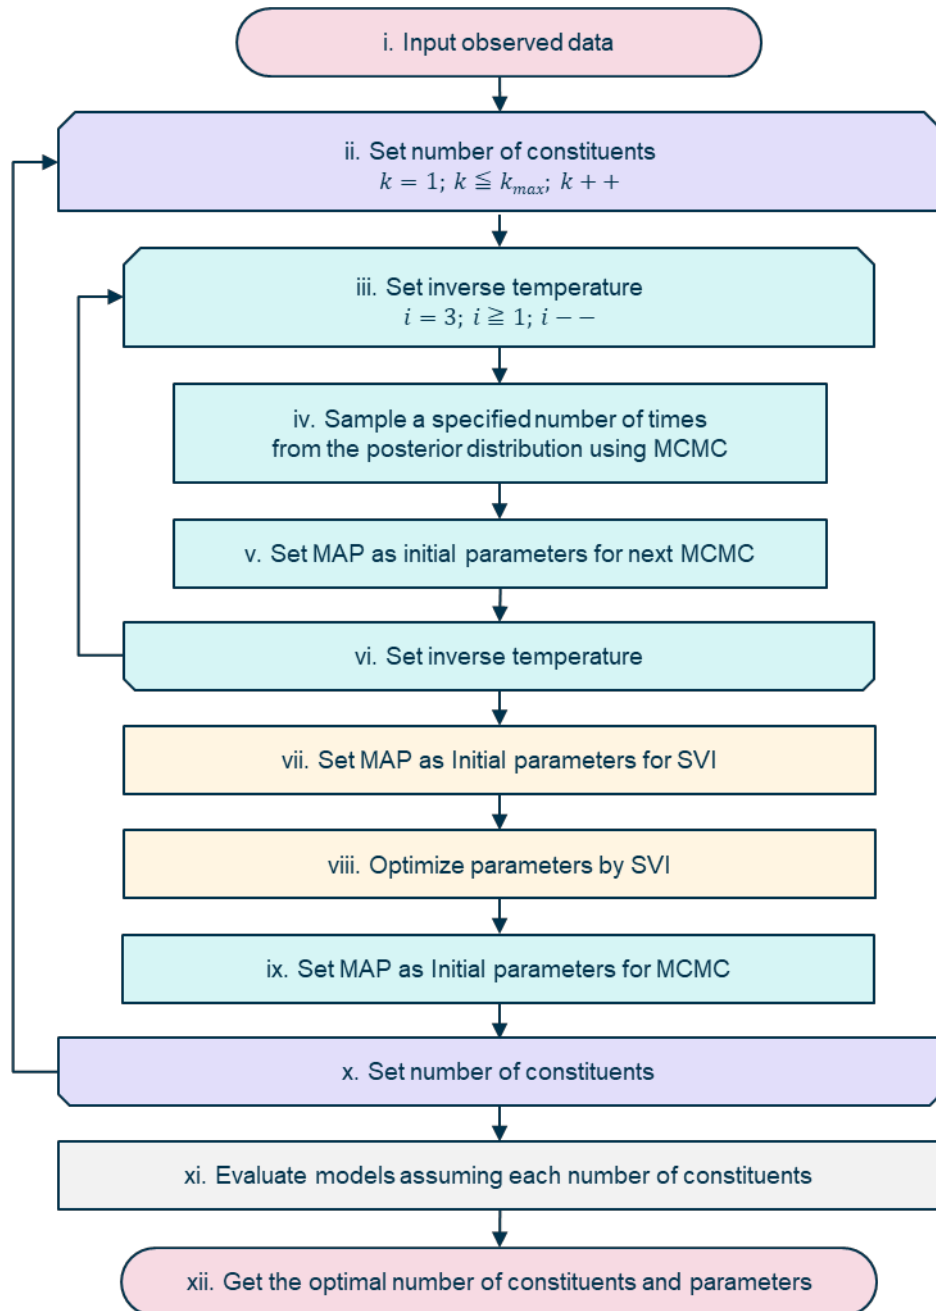 i. Input observed data
ii. Set number of constituents
k = 1; k ≦ k_max; k ++
iii. Set inverse temperature
i = 3; i ≧ 1; i − −
iv. Sample a specified number of times
from the posterior distribution using MCMC
v. Set MAP as initial parameters for next MCMC
vi. Set inverse temperature
vii. Set MAP as Initial parameters for SVI
viii. Optimize parameters by SVI
ix. Set MAP as Initial parameters for MCMC
x. Set number of constituents
xi. Evaluate models assuming each number of constituents
xii. Get the optimal number of constituents and parameters